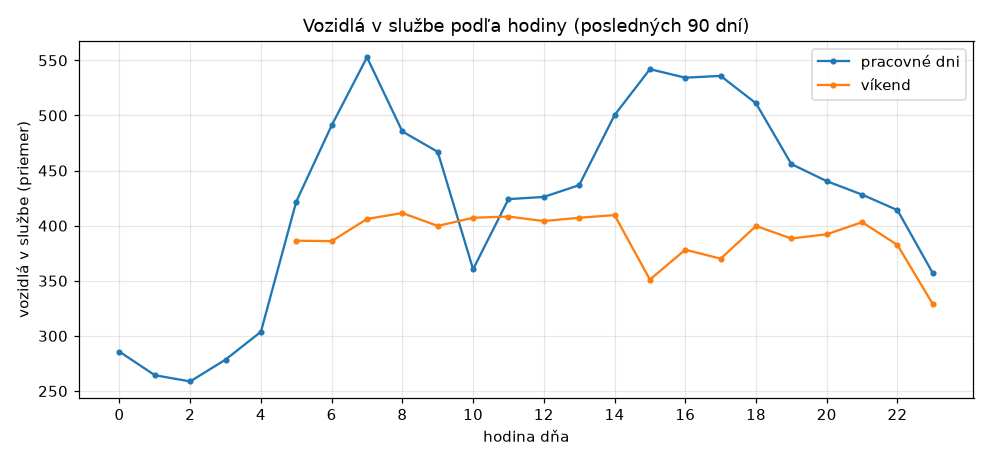 Vozidlá v službe podľa hodiny (posledných 90 dní)
pracovné dni
víkend
vozidlá v službe (priemer)
550
500
450
400
350
300
250
0 2 4 6 8 10 12 14 16 18 20 22
hodina dňa